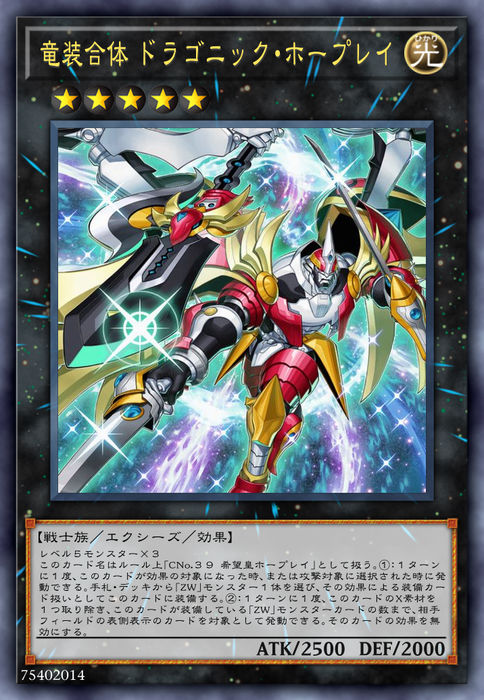 竜装合体 ドラゴニック・ホープレイ
ひかり
光
【戦士族／エクシーズ／効果】
レベル５モンスター×３
このカード名はルール上「CNo.３９ 希望皇ホープレイ」として扱う。①：１ターン
に１度、このカードが効果の対象になった時、または攻撃対象に選択された時に発
動できる。手札・デッキから「ZW」モンスター１体を選び、その効果による装備カー
ド扱いとしてこのカードに装備する。②：１ターンに１度、このカードのX素材を
１つ取り除き、このカードが装備している「ZW」モンスターカードの数まで、相手
フィールドの表側表示のカードを対象として発動できる。そのカードの効果を無
効にする。
ATK/2500 DEF/2000
75402014